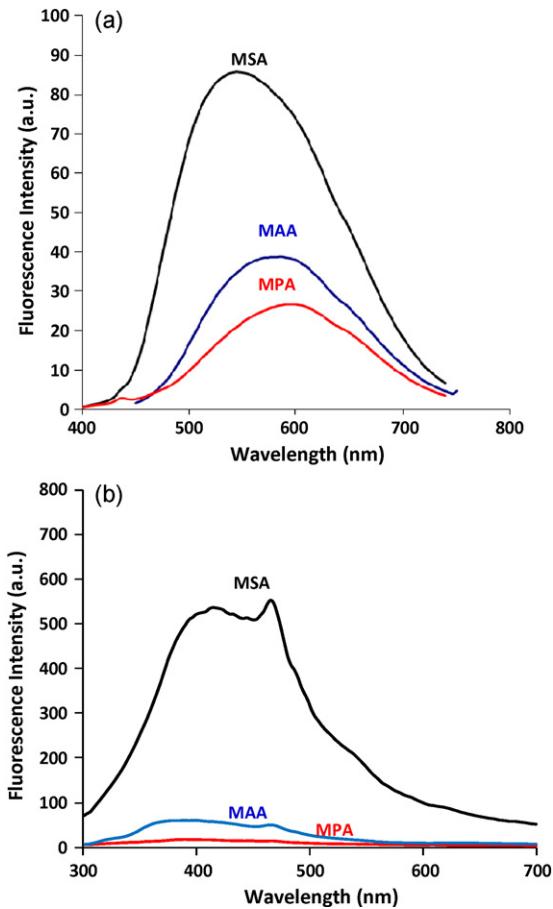 (a)
100
90
80
70
60
50
40
30
20
10
0
Fluorescence Intensity (a.u.)
MSA
MAA
MPA
400 500 600 700 800
Wavelength (nm)
(b)
800
700
600
500
400
300
200
100
0
Fluorescence Intensity (a.u.)
MSA
MAA
MPA
300 400 500 600 700
Wavelength (nm)